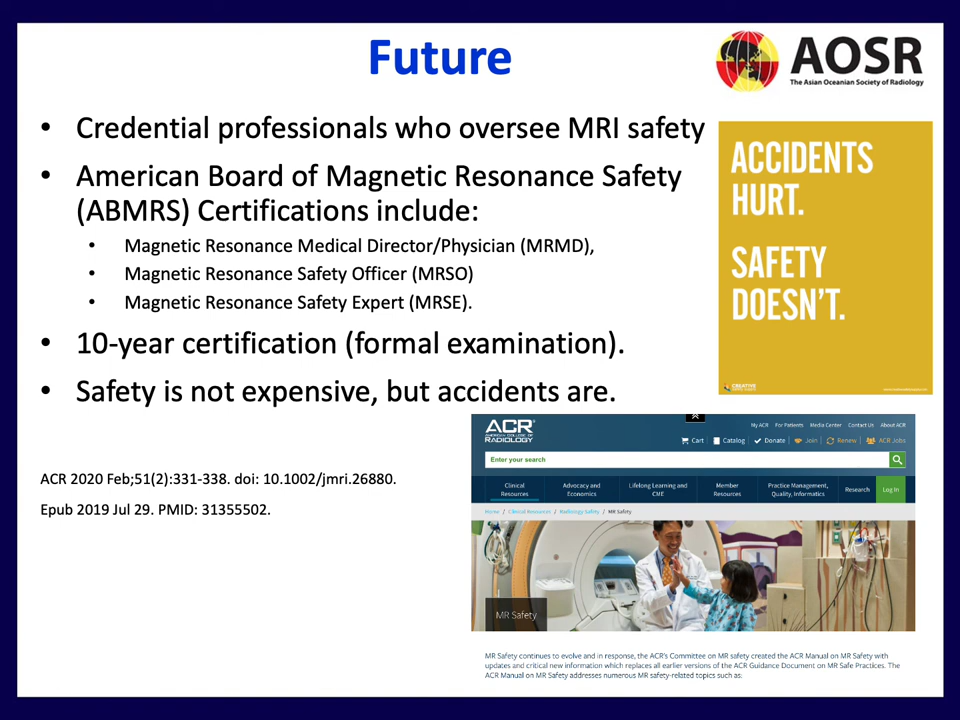 Future
AOSR
The Asian Oceanian Society of Radiology
• Credential professionals who oversee MRI safety
• American Board of Magnetic Resonance Safety
(ABMRS) Certifications include:
• Magnetic Resonance Medical Director/Physician (MRMD),
• Magnetic Resonance Safety Officer (MRSO)
• Magnetic Resonance Safety Expert (MRSE).
• 10-year certification (formal examination).
• Safety is not expensive, but accidents are.
ACCIDENTS
HURT.
SAFETY
DOESN'T.
CREATIVE
ACR 2020 Feb;51(2):331-338. doi: 10.1002/jmri.26880.
Epub 2019 Jul 29. PMID: 31355502.
ACR
AMERICAN COLLEGE OF
RADIOLOGY
My ACR For Patients Media Center Contact Us About ACR
Cart Catalog Donate Join Renew ACR Jobs
Enter your search
Clinical Resources Advocacy and Economics Lifelong Learning and CME Member Resources Practice Management, Quality, Informatics Research Log In
Home / Clinical Resources / Radiology Safety / MR Safety
MR Safety
MR Safety continues to evolve and in response, the ACR's Committee on MR safety created the ACR Manual on MR Safety with
updates and critical new information which replaces all earlier versions of the ACR Guidance Document on MR Safe Practices. The
ACR Manual on MR Safety addresses numerous MR safety-related topics such as: